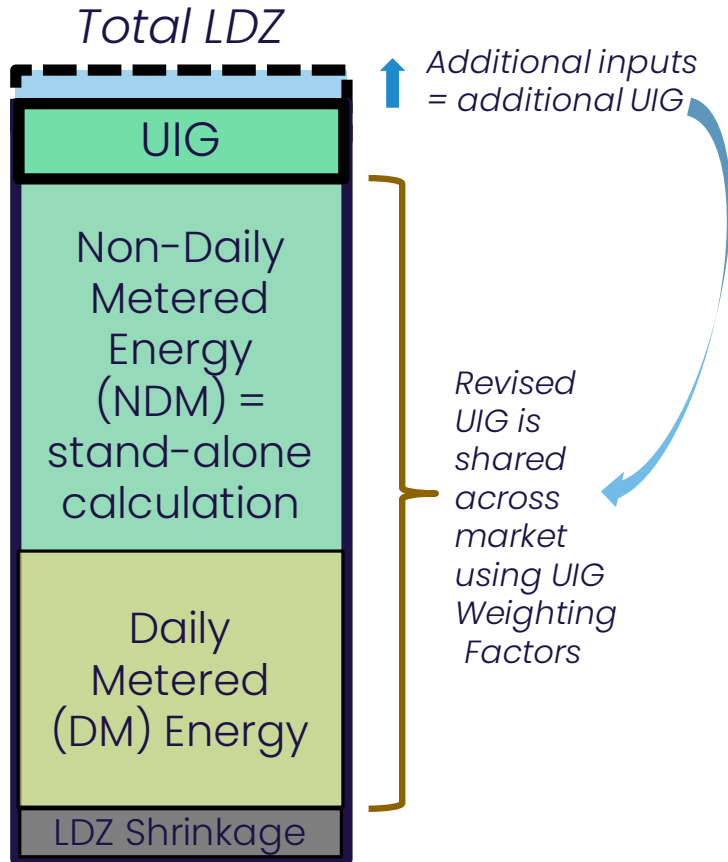 Total LDZ
Additional inputs
= additional UIG
UIG
Non-Daily
Metered
Energy
(NDM) =
stand-alone
calculation
Revised
UIG is
shared
across
market
using UIG
Weighting
Factors
Daily
Metered
(DM) Energy
LDZ Shrinkage